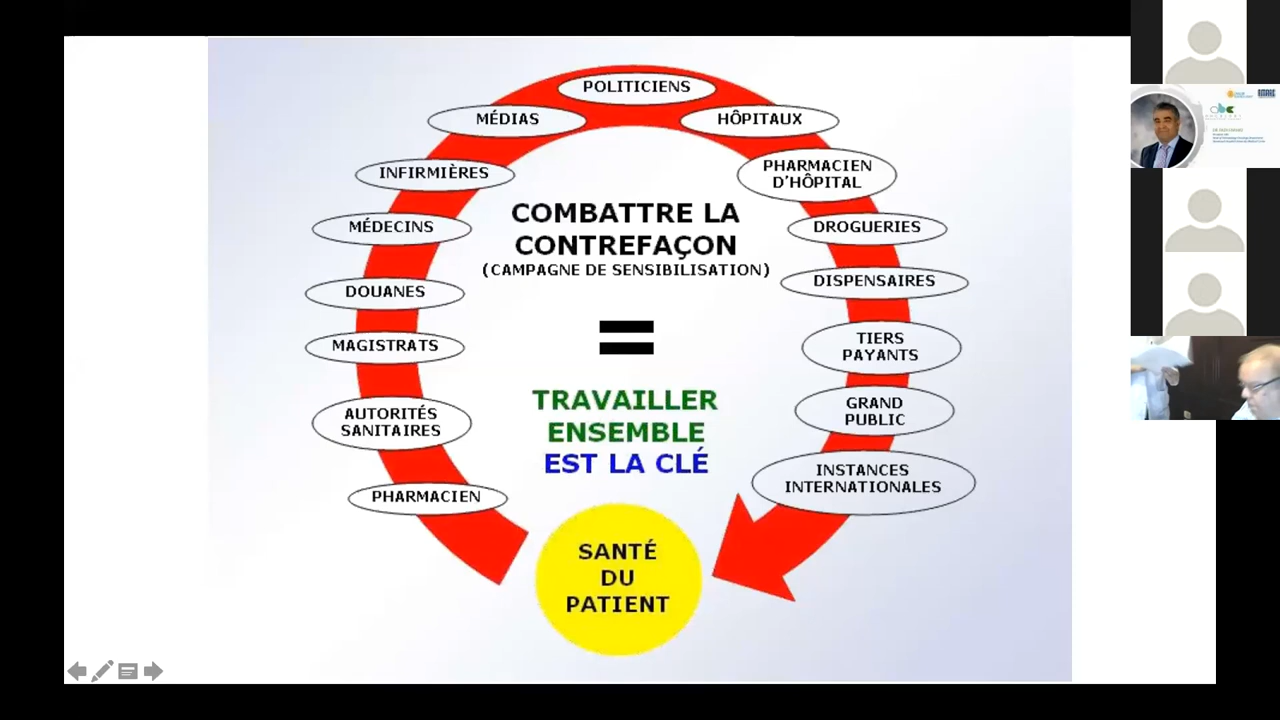 POLITICIENS
MÉDIAS
HÔPITAUX
INFIRMIÈRES
PHARMACIEN
D'HÔPITAL
MÉDECINS
DROGUERIES
DOUANES
DISPENSAIRES
MAGISTRATS
TIERS
PAYANTS
AUTORITÉS
SANITAIRES
GRAND
PUBLIC
PHARMACIEN
INSTANCES
INTERNATIONALES
COMBATTRE LA
CONTREFAÇON
(CAMPAGNE DE SENSIBILISATION)
=
TRAVAILLER
ENSEMBLE
EST LA CLÉ
SANTÉ
DU
PATIENT